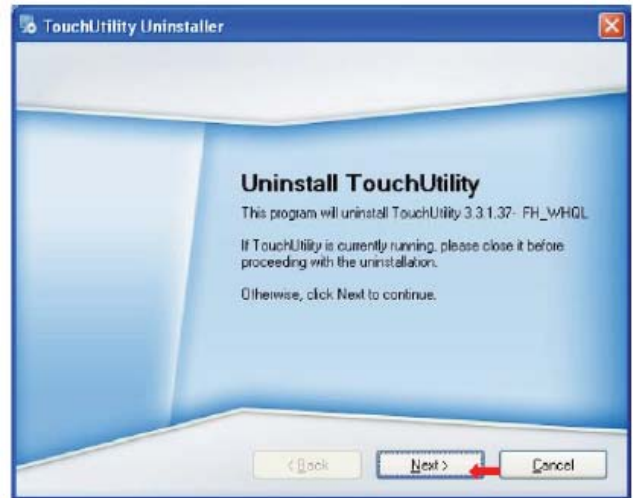 TouchUtility Uninstaller
Uninstall TouchUtility
This program will uninstall TouchUtility 3.3.1.37- FH_WHQL
If TouchUtility is currently running, please close it before
proceeding with the uninstallation.
Otherwise, click Next to continue.
< Back
Next >
Cancel